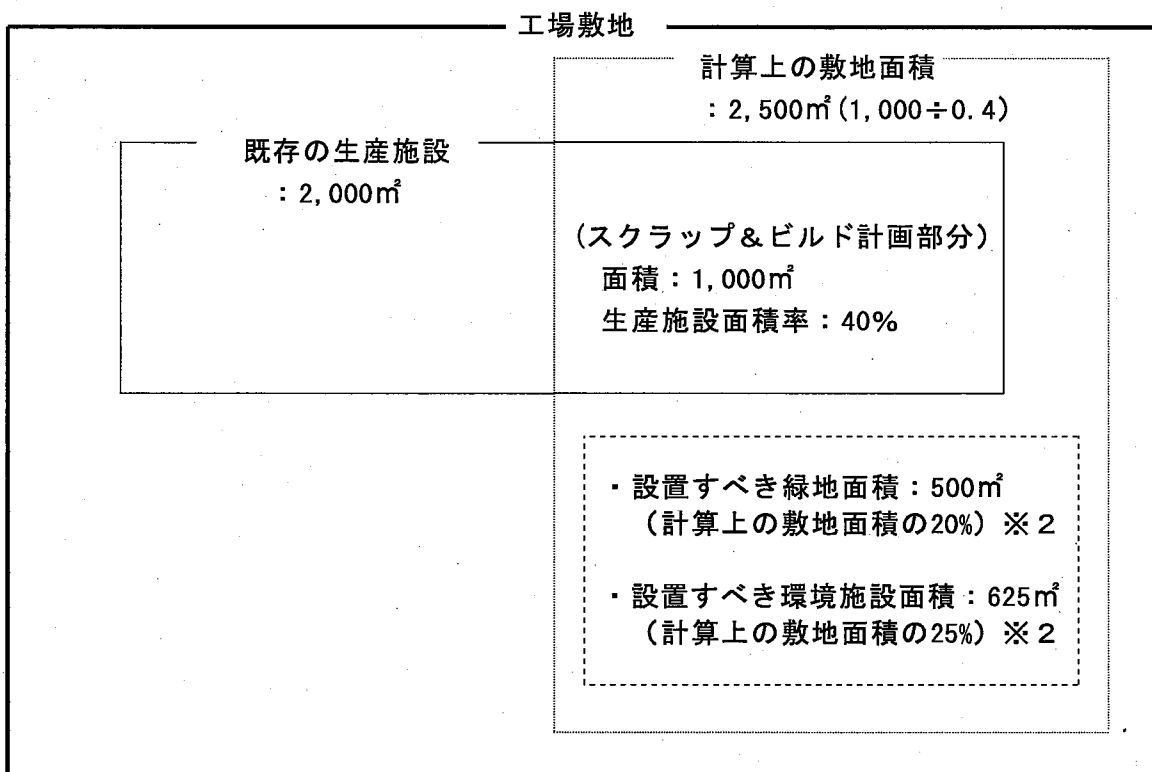 工場敷地
計算上の敷地面積
：2,500㎡(1,000÷0.4)
既存の生産施設
：2,000㎡
(スクラップ＆ビルド計画部分)
面積：1,000㎡
生産施設面積率：40%
・設置すべき緑地面積：500㎡
（計算上の敷地面積の20%）※２
・設置すべき環境施設面積：625㎡
（計算上の敷地面積の25%）※２